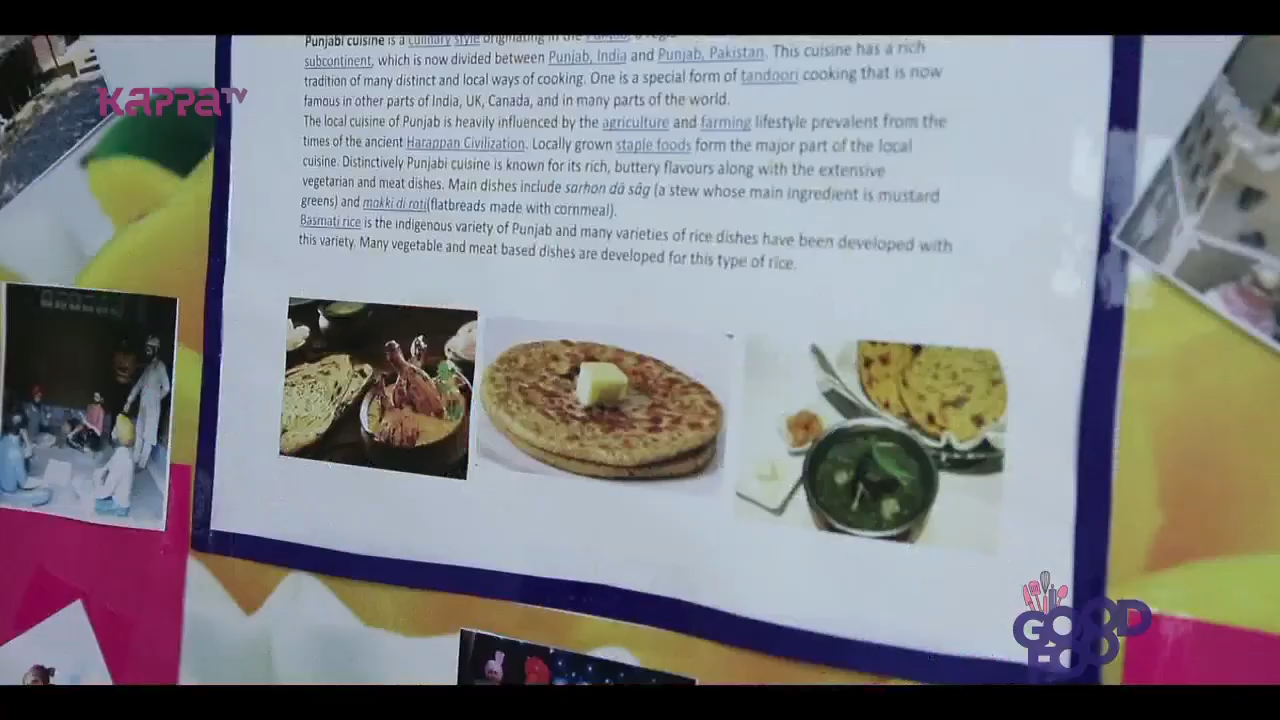 Punjabi cuisine is a culinary style originating in the
subcontinent, which is now divided between Punjab, India and Punjab, Pakistan. This cuisine has a rich
tradition of many distinct and local ways of cooking. One is a special form of tandoori cooking that is now
famous in other parts of India, UK, Canada, and in many parts of the world.
The local cuisine of Punjab is heavily influenced by the agriculture and farming lifestyle prevalent from the
times of the ancient Harappan Civilization. Locally grown staple foods form the major part of the local
cuisine. Distinctively Punjabi cuisine is known for its rich, buttery flavours along with the extensive
vegetarian and meat dishes. Main dishes include sarhon dā sāg (a stew whose main ingredient is mustard
greens) and makki di roti(flatbreads made with cornmeal).
Basmati rice is the indigenous variety of Punjab and many varieties of rice dishes have been developed with
this variety. Many vegetable and meat based dishes are developed for this type of rice.
KAPPA TV
GOOD
FOOD